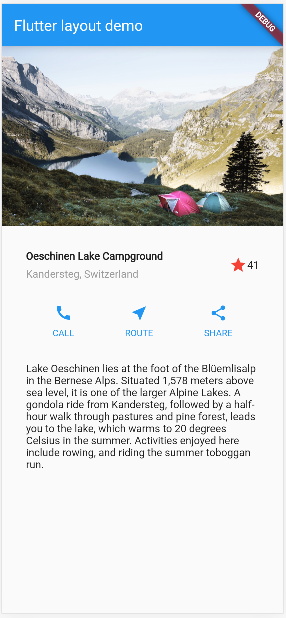 Flutter layout demo
DEBUG
Oeschinen Lake Campground
Kandersteg, Switzerland
41
CALL
ROUTE
SHARE
Lake Oeschinen lies at the foot of the Blüemlisalp
in the Bernese Alps. Situated 1,578 meters above
sea level, it is one of the larger Alpine Lakes. A
gondola ride from Kandersteg, followed by a half-
hour walk through pastures and pine forest, leads
you to the lake, which warms to 20 degrees
Celsius in the summer. Activities enjoyed here
include rowing, and riding the summer toboggan
run.